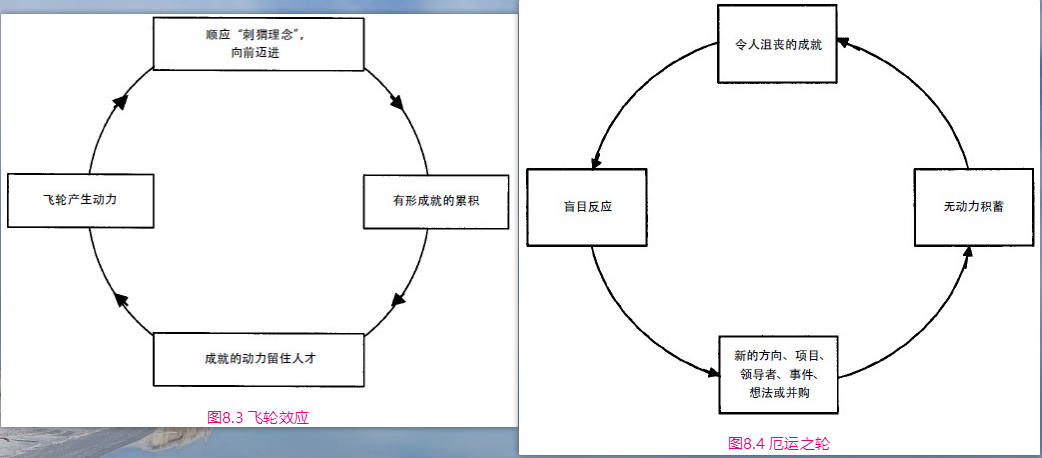 顺应“刺猬理念”,
向前迈进
飞轮产生动力
有形成就的累积
成就的动力留住人才
图8.3 飞轮效应
令人沮丧的成就
盲目反应
无动力积蓄
新的方向、项目、
领导者、事件、
想法或并购
图8.4 厄运之轮